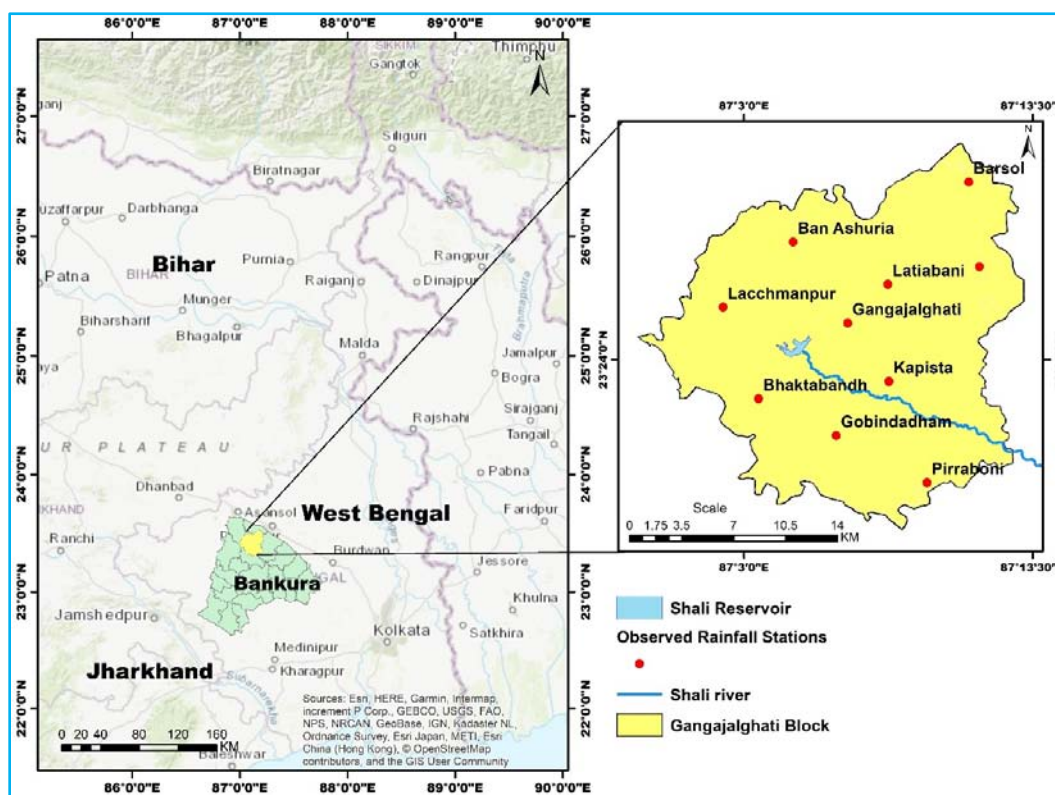 86°0'0"E 87°0'0"E 88°0'0"E 89°0'0"E 90°0'0"E
27°0'0"N
26°0'0"N
25°0'0"N
24°0'0"N
23°0'0"N
22°0'0"N
SIKKIM
Thimphu
Gangtok
N
Siliguri
Biratnagar
uzaffarpur
Darbhanga
Rangpur
Bihar
Purnia
Patna
BIHAR
Raiganj
Dinajpur
Munger
Biharsharif
Bhagalpur
Brahmaputra
Malda
Jamalpur
Bogra
Rajshahi
Sirajganj
Tangail
UR PLATEAU
Pabna
Dhanbad
Asansol
West Bengal
Faridpur
KHAND
Ranchi
Burdwan
Bankura
GAL
Jessore
Khulna
Jamshedpur
Kolkata
Satkhira
Medinipur
Jharkhand
Kharagpur
Subarnarekha
Sources: Esri, HERE, Garmin, Intermap,
increment P Corp., GEBCO, USGS, FAO,
NPS, NRCAN, GeoBase, IGN, Kadaster NL,
Ordnance Survey, Esri Japan, METI, Esri
China (Hong Kong), © OpenStreetMap
contributors, and the GIS User Community
0 20 40 80 120 160
KM
Baleshwar
86°0'0"E 87°0'0"E 88°0'0"E 89°0'0"E 90°0'0"E
27°0'0"N
26°0'0"N
25°0'0"N
24°0'0"N
23°0'0"N
22°0'0"N
87°3'0"E 87°13'30"E
N
Barsol
Ban Ashuria
Latiabani
Lacchmanpur
Gangajalghati
23°24'0"N
Kapista
Bhaktabandh
Gobindadham
Pirraboni
Scale
0 1.75 3.5 7 10.5 14
KM
87°3'0"E 87°13'30"E
Shali Reservoir
Observed Rainfall Stations
Shali river
Gangajalghati Block